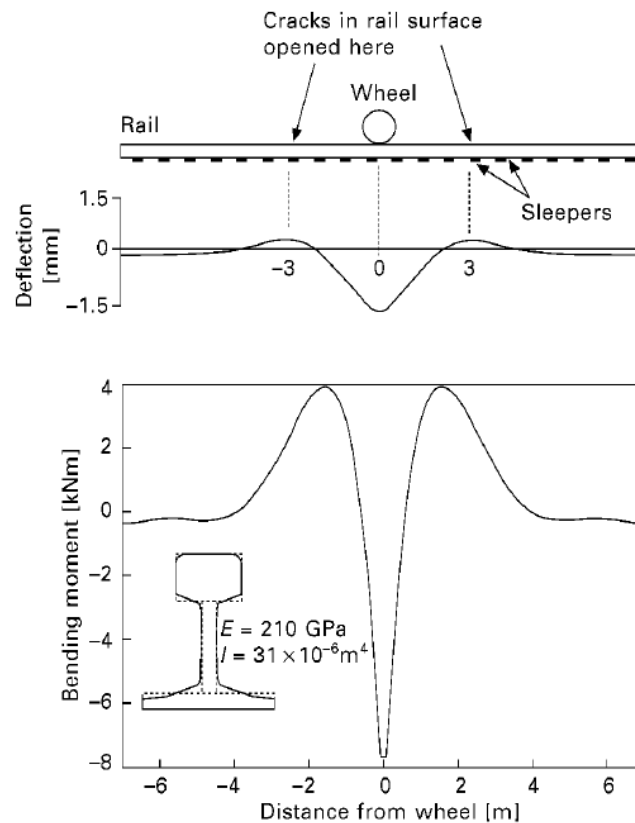 Cracks in rail surface
opened here
Wheel
Rail
Sleepers
Deflection
[mm]
1.5
0
−1.5
−3 0 3
Bending moment [kNm]
4
2
0
−2
−4
−6
−8
E = 210 GPa
I = 31 × 10⁻⁶m⁴
−6 −4 −2 0 2 4 6
Distance from wheel [m]